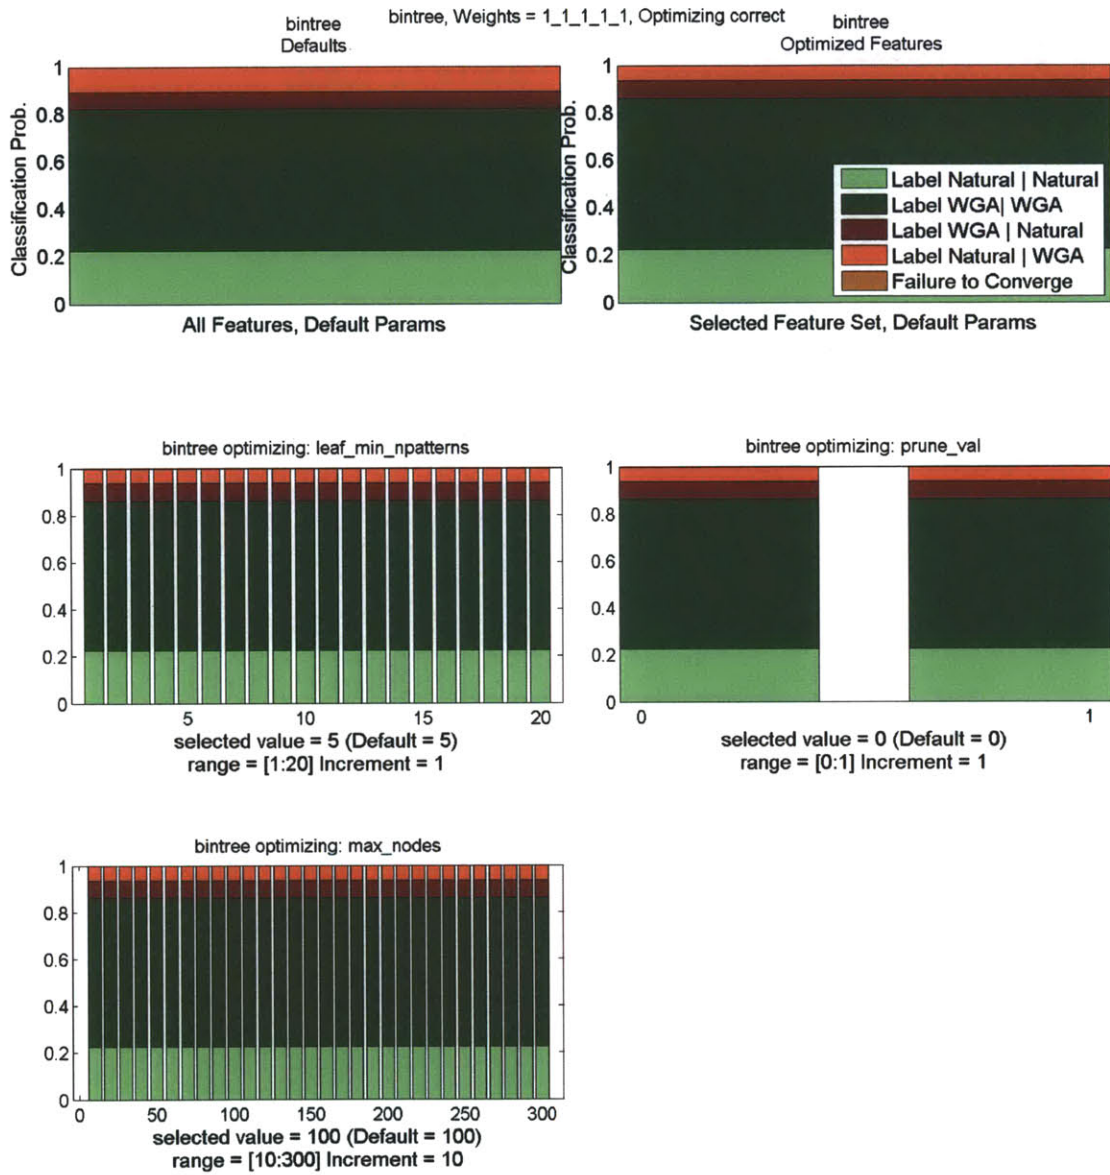 bintree, Weights = 1_1_1_1_1, Optimizing correct
bintree
Defaults
1
0.8
0.6
0.4
0.2
0
Classification Prob.
All Features, Default Params
bintree
Optimized Features
1
0.8
0.6
0.4
0.2
0
Classification Prob.
Label Natural | Natural
Label WGA| WGA
Label WGA | Natural
Label Natural | WGA
Failure to Converge
Selected Feature Set, Default Params
bintree optimizing: leaf_min_npatterns
1
0.8
0.6
0.4
0.2
0
5 10 15 20
selected value = 5 (Default = 5)
range = [1:20] Increment = 1
bintree optimizing: prune_val
1
0.8
0.6
0.4
0.2
0
0 1
selected value = 0 (Default = 0)
range = [0:1] Increment = 1
bintree optimizing: max_nodes
1
0.8
0.6
0.4
0.2
0
0 50 100 150 200 250 300
selected value = 100 (Default = 100)
range = [10:300] Increment = 10